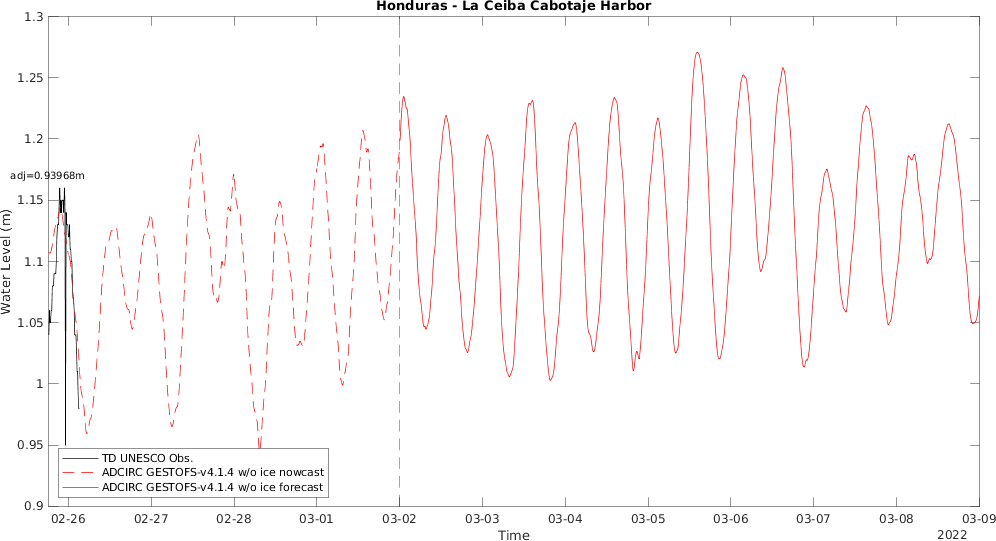 Honduras - La Ceiba Cabotaje Harbor
1.3
1.25
1.2
1.15
1.1
1.05
1
0.95
0.9
Water Level (m)
adj=0.93968m
TD UNESCO Obs.
ADCIRC GESTOFS-v4.1.4 w/o ice nowcast
ADCIRC GESTOFS-v4.1.4 w/o ice forecast
02-26 02-27 02-28 03-01 03-02 03-03 03-04 03-05 03-06 03-07 03-08 03-09
Time
2022